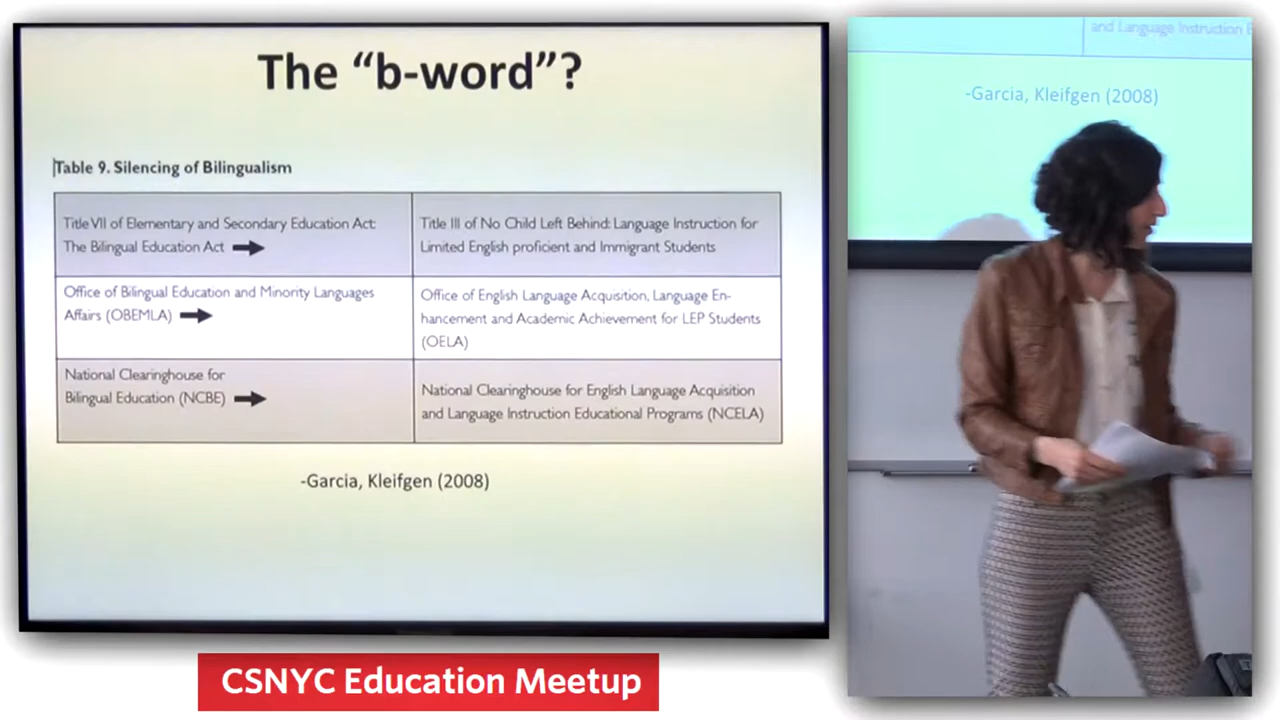 The “b-word”?
Table 9. Silencing of Bilingualism
Title VII of Elementary and Secondary Education Act:
The Bilingual Education Act
Title III of No Child Left Behind: Language Instruction for
Limited English proficient and Immigrant Students
Office of Bilingual Education and Minority Languages
Affairs (OBEMLA)
Office of English Language Acquisition, Language En-
hancement and Academic Achievement for LEP Students
(OELA)
National Clearinghouse for
Bilingual Education (NCBE)
National Clearinghouse for English Language Acquisition
and Language Instruction Educational Programs (NCELA)
-Garcia, Kleifgen (2008)
CSNYC Education Meetup
and Language Instruction E
-Garcia, Kleifgen (2008)